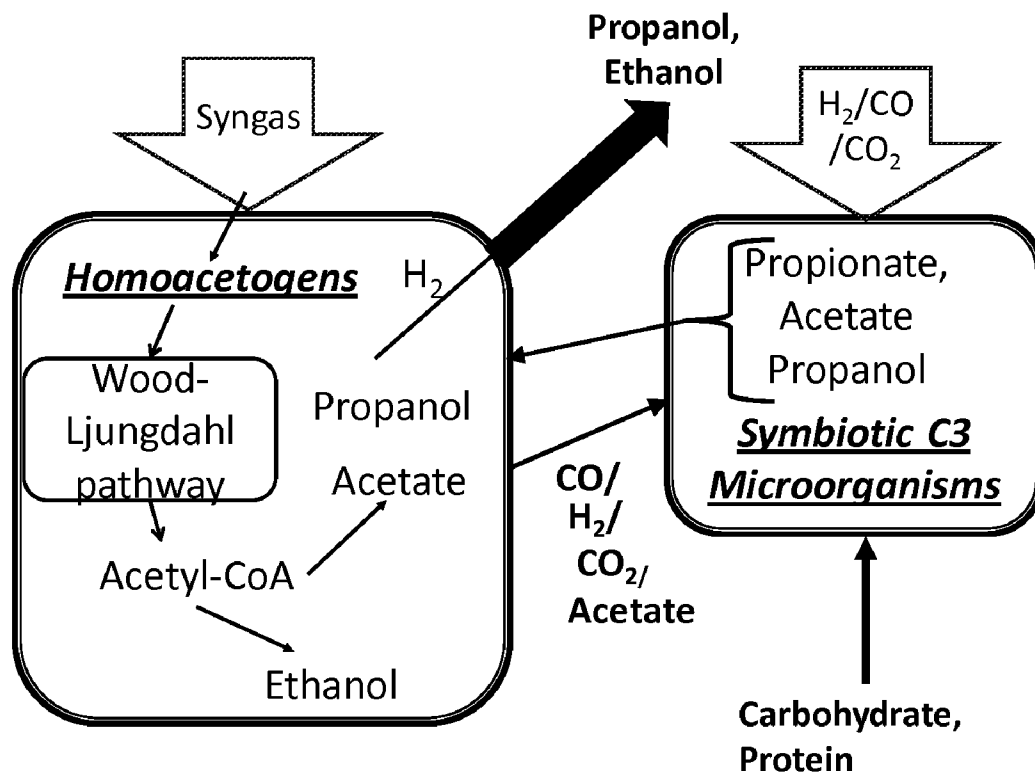 Propanol,
Ethanol
Syngas
H₂/CO
/CO₂
Homoacetogens
H₂
Wood-
Ljungdahl
pathway
Propanol
Acetate
Acetyl-CoA
Ethanol
CO/
H₂/
CO₂/
Acetate
Propionate,
Acetate
Propanol
Symbiotic C3
Microorganisms
Carbohydrate,
Protein